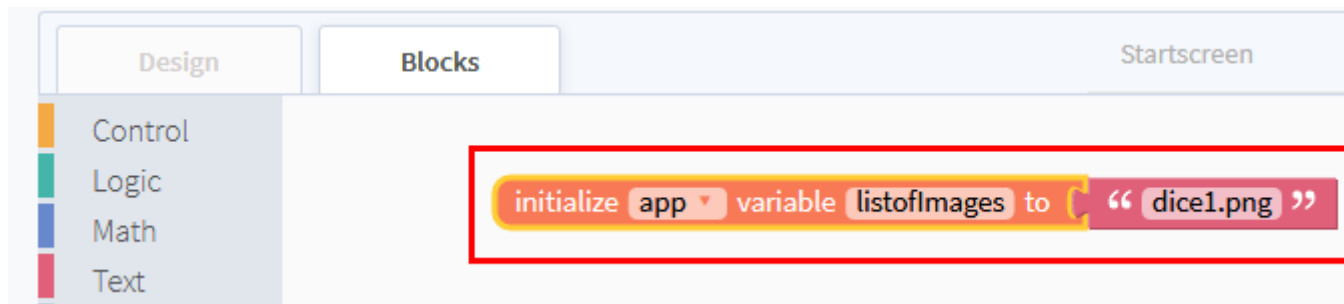 Design Blocks Startscreen
Control
Logic
Math
Text
initialize app variable listofImages to “ dice1.png ”